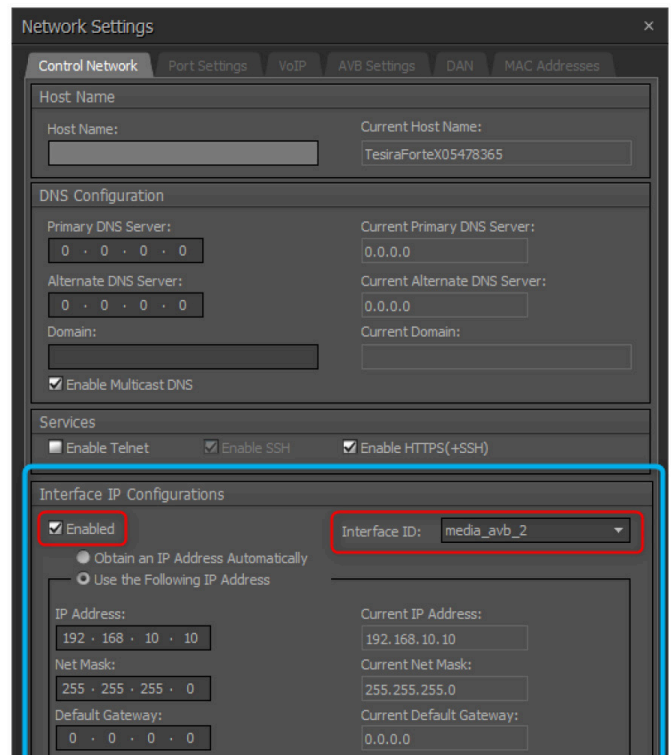 Network Settings ×
Control Network Port Settings VoIP AVB Settings DAN MAC Addresses
Host Name
Host Name: Current Host Name:
TesiraForteX05478365
DNS Configuration
Primary DNS Server: Current Primary DNS Server:
0 . 0 . 0 . 0 0.0.0.0
Alternate DNS Server: Current Alternate DNS Server:
0 . 0 . 0 . 0 0.0.0.0
Domain: Current Domain:
Enable Multicast DNS
Services
Enable Telnet Enable SSH Enable HTTPS(+SSH)
Interface IP Configurations
Enabled Interface ID: media_avb_2
Obtain an IP Address Automatically
Use the Following IP Address
IP Address: Current IP Address:
192 . 168 . 10 . 10 192.168.10.10
Net Mask: Current Net Mask:
255 . 255 . 255 . 0 255.255.255.0
Default Gateway: Current Default Gateway:
0 . 0 . 0 . 0 0.0.0.0